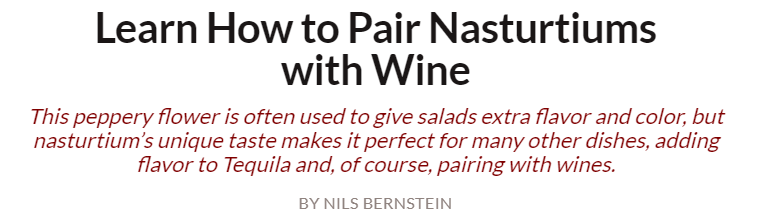 Learn How to Pair Nasturtiums
with Wine
This peppery flower is often used to give salads extra flavor and color, but
nasturtium’s unique taste makes it perfect for many other dishes, adding
flavor to Tequila and, of course, pairing with wines.
BY NILS BERNSTEIN